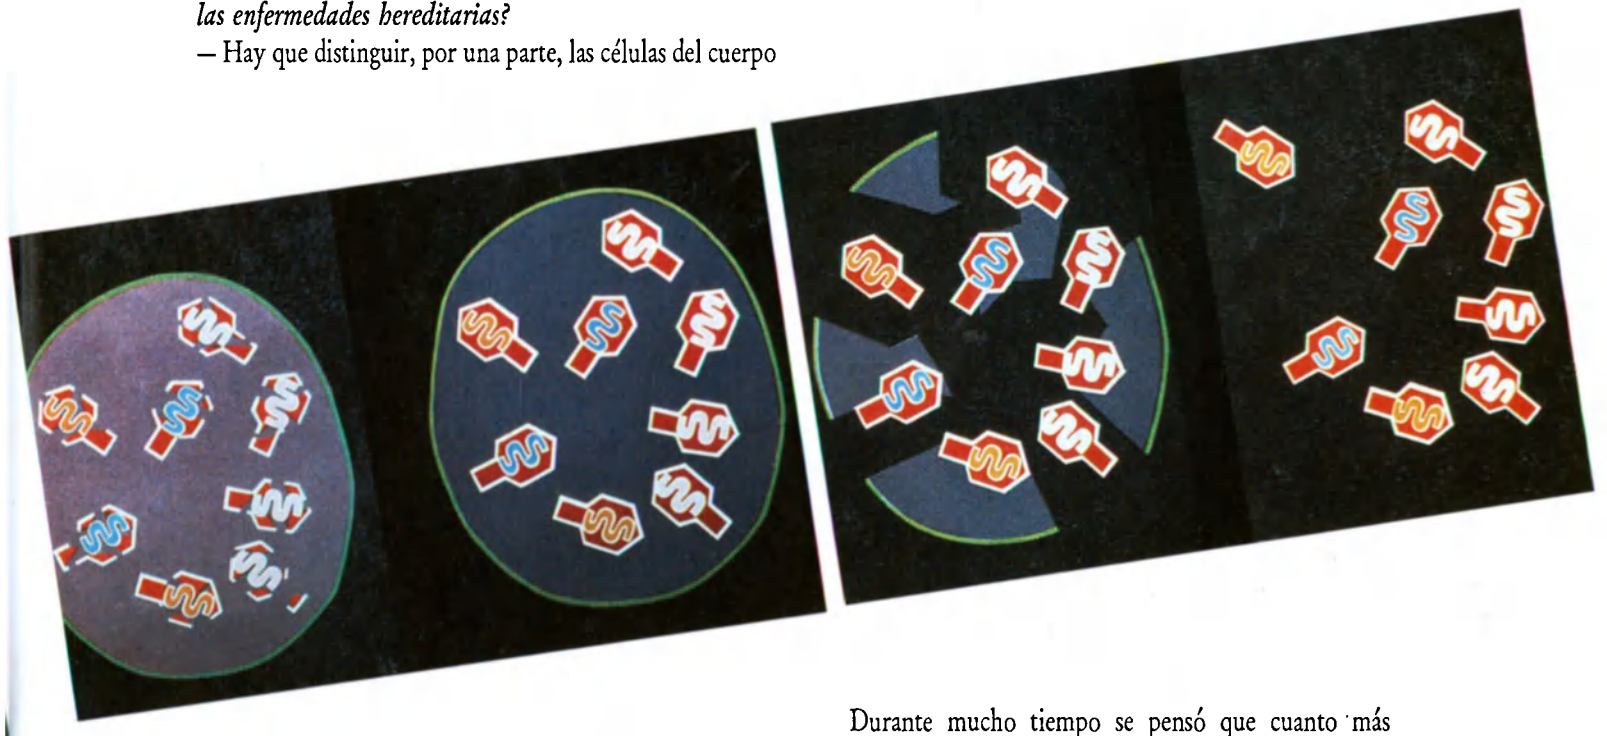 las enfermedades hereditarias?
— Hay que distinguir, por una parte, las células del cuerpo
Durante mucho tiempo se pensó que cuanto más